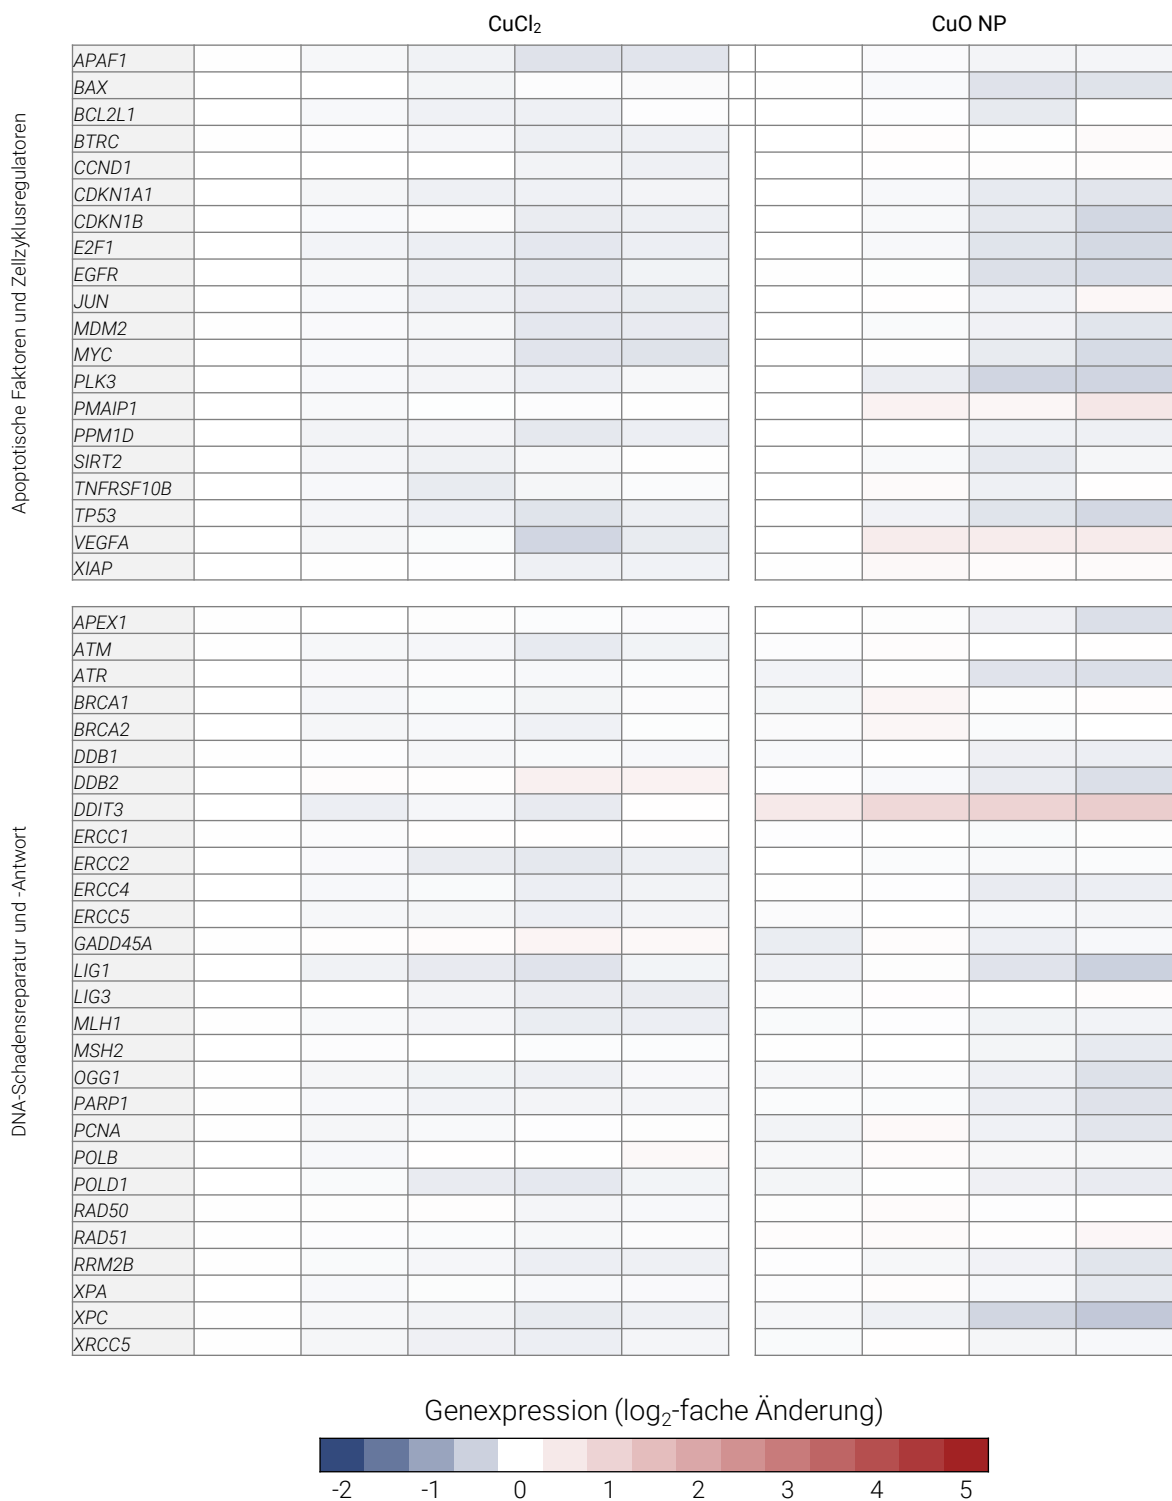 CuCl₂ CuO NP
Apoptotische Faktoren und Zellzyklusregulatoren
APAF1
BAX
BCL2L1
BTRC
CCND1
CDKN1A1
CDKN1B
E2F1
EGFR
JUN
MDM2
MYC
PLK3
PMAIP1
PPM1D
SIRT2
TNFRSF10B
TP53
VEGFA
XIAP
DNA-Schadensreparatur und -Antwort
APEX1
ATM
ATR
BRCA1
BRCA2
DDB1
DDB2
DDIT3
ERCC1
ERCC2
ERCC4
ERCC5
GADD45A
LIG1
LIG3
MLH1
MSH2
OGG1
PARP1
PCNA
POLB
POLD1
RAD50
RAD51
RRM2B
XPA
XPC
XRCC5
Genexpression (log₂-fache Änderung)
-2 -1 0 1 2 3 4 5